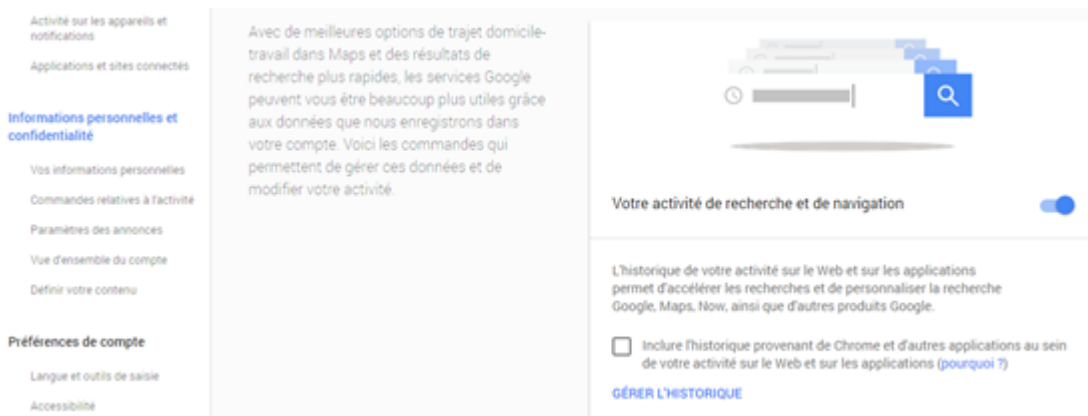 Activité sur les appareils et
notifications
Applications et sites connectés
Informations personnelles et
confidentialité
Vos informations personnelles
Commandes relatives à l'activité
Paramètres des annonces
Vue d'ensemble du compte
Définir votre contenu
Préférences de compte
Langue et outils de saisie
Accessibilité
Avec de meilleures options de trajet domicile-
travail dans Maps et des résultats de
recherche plus rapides, les services Google
peuvent vous être beaucoup plus utiles grâce
aux données que nous enregistrons dans
votre compte. Voici les commandes qui
permettent de gérer ces données et de
modifier votre activité.
Votre activité de recherche et de navigation
L'historique de votre activité sur le Web et sur les applications
permet d'accélérer les recherches et de personnaliser la recherche
Google, Maps, Now, ainsi que d'autres produits Google.
Inclure l'historique provenant de Chrome et d'autres applications au sein
de votre activité sur le Web et sur les applications (pourquoi ?)
GÉRER L'HISTORIQUE